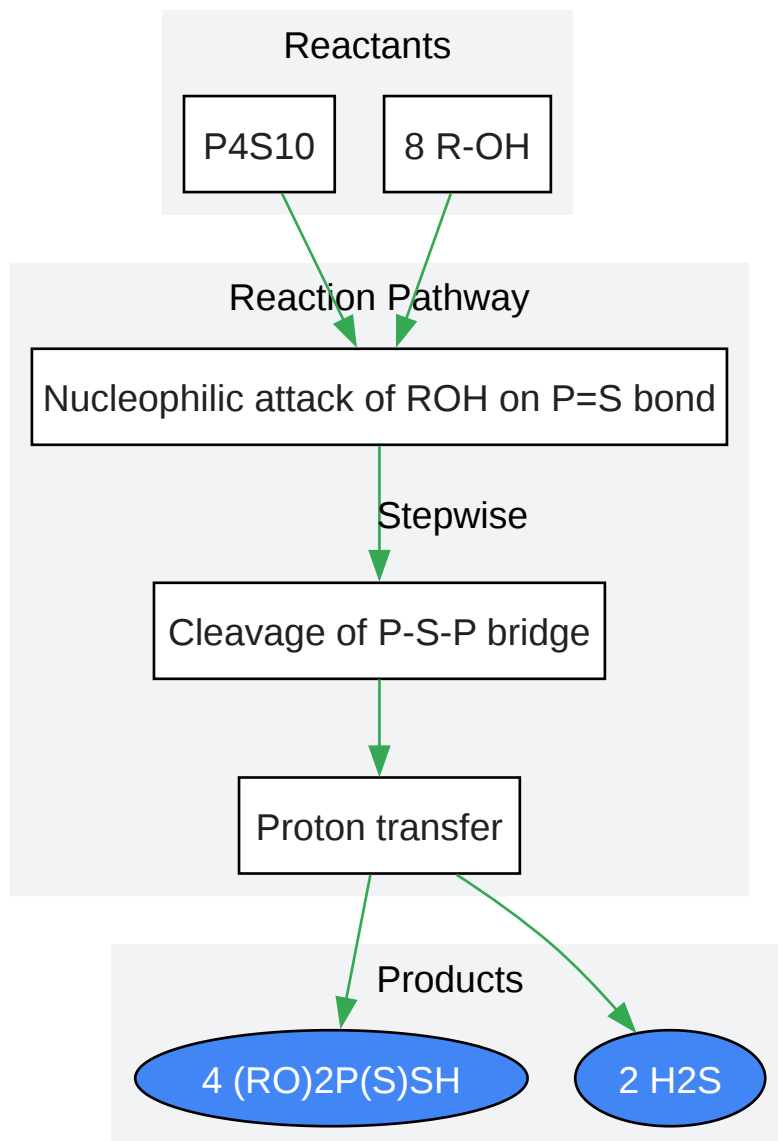 Reactants
P4S10
8 R-OH
Reaction Pathway
Nucleophilic attack of ROH on P=S bond
Stepwise
Cleavage of P-S-P bridge
Proton transfer
Products
4 (RO)2P(S)SH
2 H2S